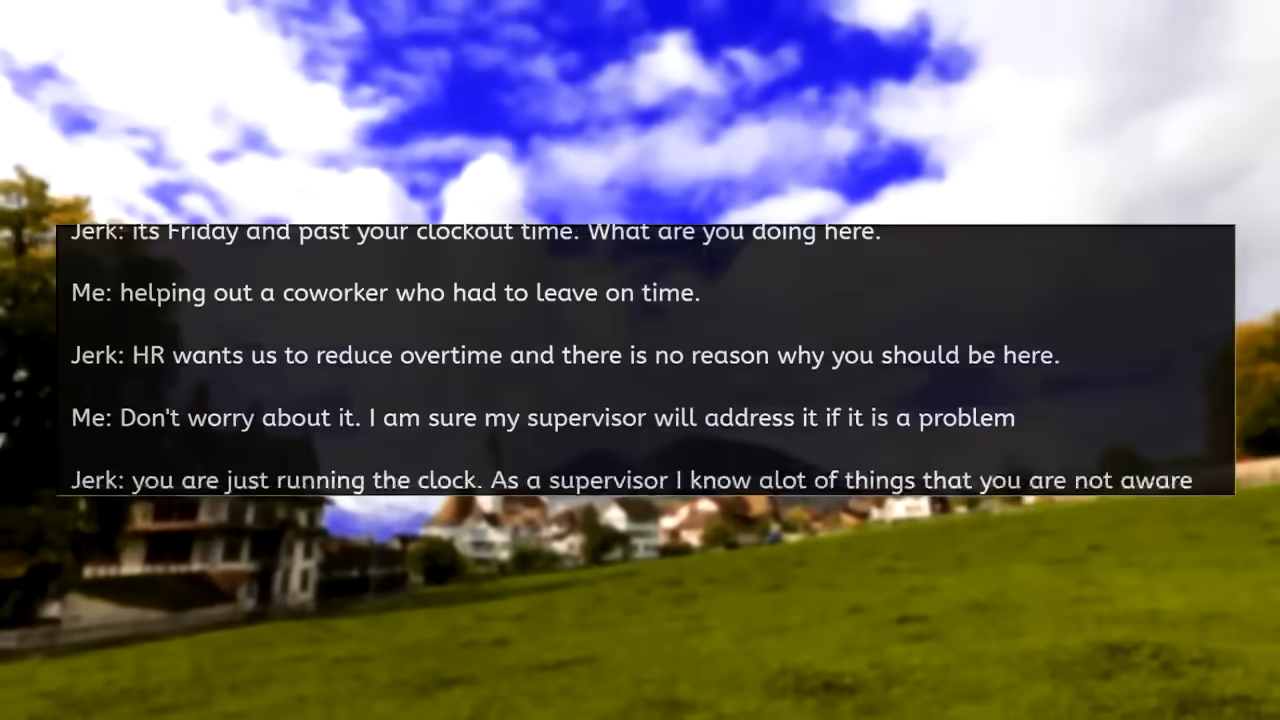 Jerk: its Friday and past your clockout time. What are you doing here.
Me: helping out a coworker who had to leave on time.
Jerk: HR wants us to reduce overtime and there is no reason why you should be here.
Me: Don't worry about it. I am sure my supervisor will address it if it is a problem
Jerk: you are just running the clock. As a supervisor I know alot of things that you are not aware